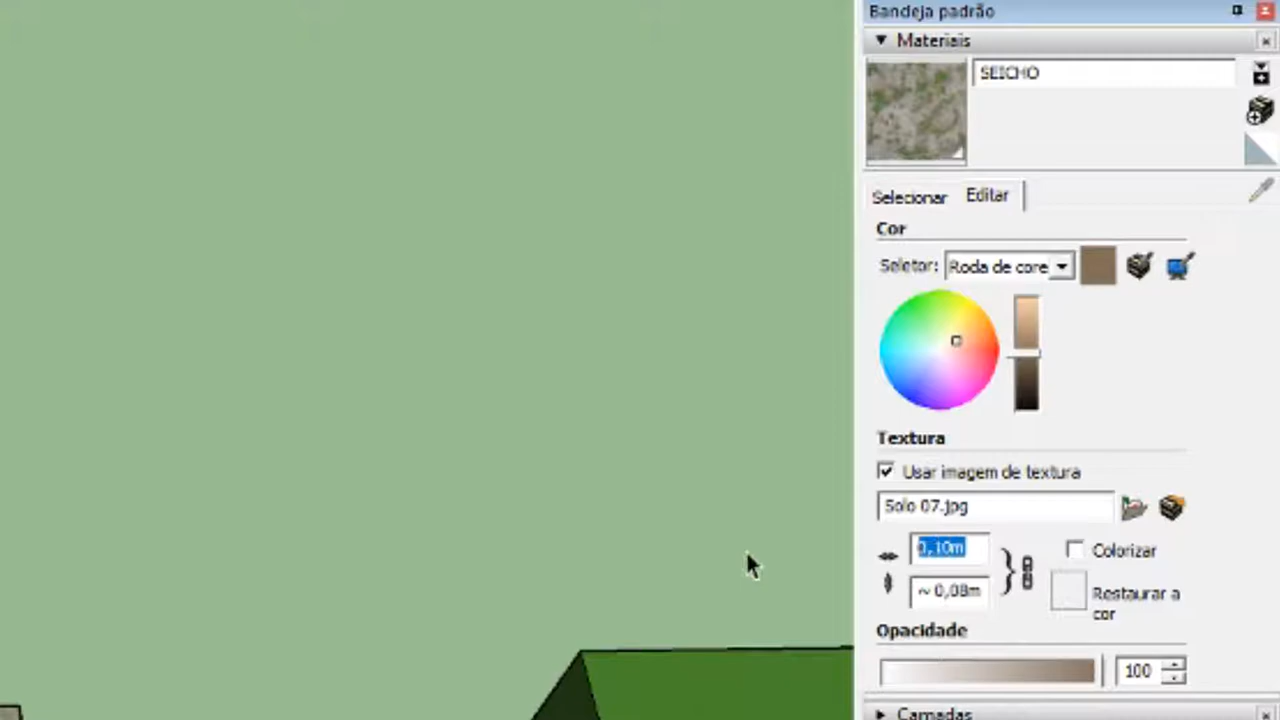 Bandeja padrão
Materiais
SEICHO
Selecionar Editar
Cor
Seletor: Roda de core
Textura
Usar imagem de textura
Solo 07.jpg
0,10m Colorizar
~ 0,08m Restaurar a
cor
Opacidade
100
Camadas